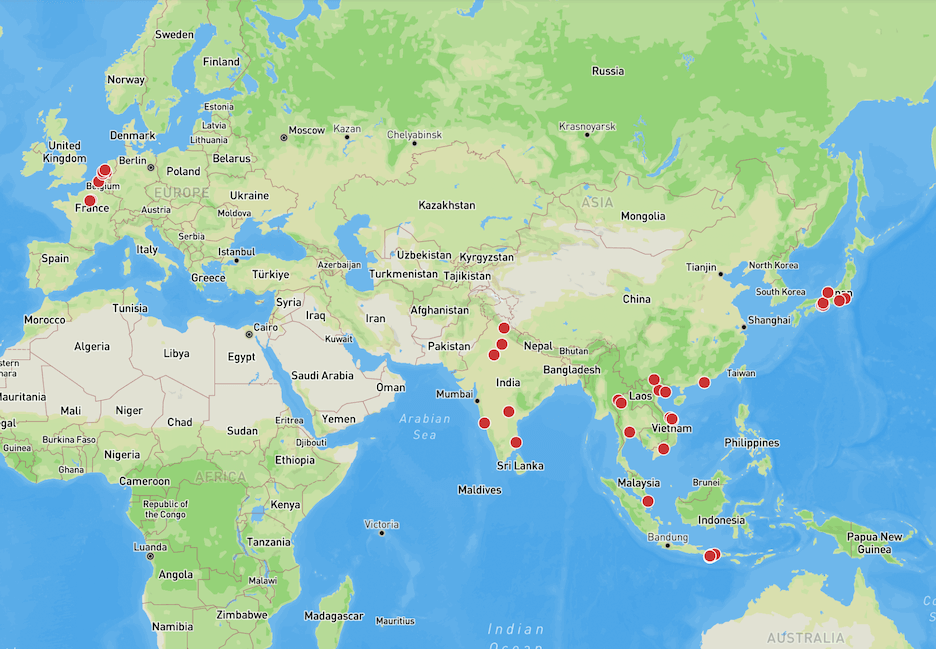 Sweden
Finland
Norway
Russia
Estonia
Latvia
Lithuania
Moscow
Kazan
Chelyabinsk
Krasnoyarsk
Denmark
United
Kingdom
Berlin
Poland
Belarus
Belgium
EUROPE
Ukraine
France
Austria
Moldova
Kazakhstan
ASIA
Mongolia
Serbia
Italy
Istanbul
Spain
Greece
Türkiye
Azerbaijan
Uzbekistan
Kyrgyzstan
Turkmenistan
Tajikistan
Tianjin
North Korea
South Korea
China
Shanghai
Morocco
Tunisia
Syria
Iraq
Iran
Afghanistan
Cairo
Kuwait
Pakistan
Nepal
Bhutan
Algeria
Libya
Egypt
Saudi Arabia
Oman
India
Bangladesh
Taiwan
Mauritania
Mali
Niger
Chad
Sudan
Eritrea
Yemen
Mumbai
Laos
Arabian
Sea
Vietnam
Philippines
Burkina Faso
Guinea
Ghana
Nigeria
Djibouti
Ethiopia
Sri Lanka
Maldives
Cameroon
AFRICA
Malaysia
Brunei
Republic of
the Congo
Kenya
Victoria
Indonesia
Luanda
Tanzania
Bandung
Papua New
Guinea
Angola
Malawi
Zimbabwe
Madagascar
Mauritius
Namibia
Indian
Ocean
AUSTRALIA